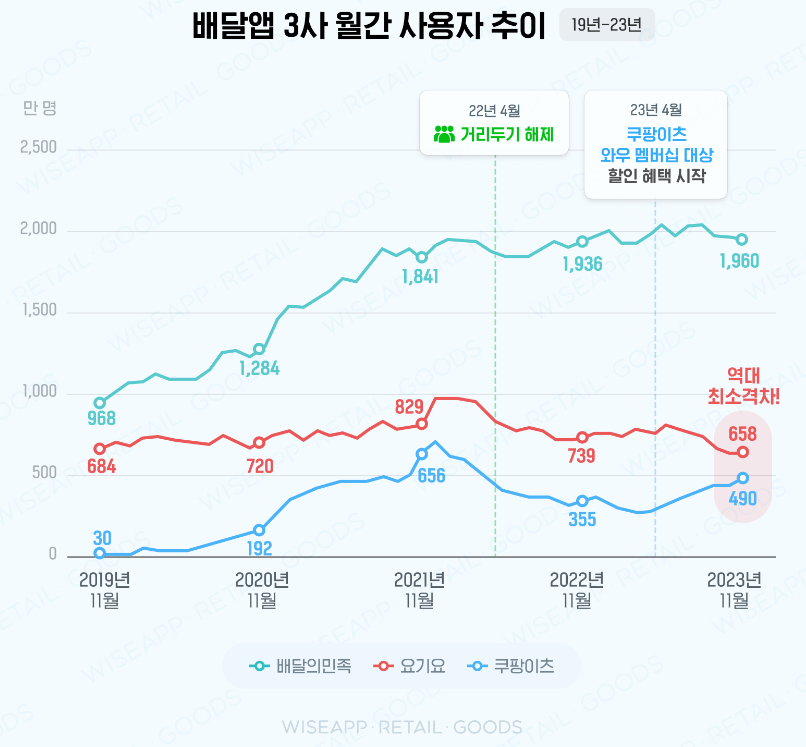 배달앱 3사 월간 사용자 추이 19년-23년
만 명
22년 4월
거리두기 해제
23년 4월
쿠팡이츠
와우 멤버십 대상
할인 혜택 시작
2,500
2,000
1,500
1,000
500
0
968
1,284
1,841
1,936
1,960
684
720
829
739
658
역대
최소격차!
30
192
656
355
490
2019년
11월
2020년
11월
2021년
11월
2022년
11월
2023년
11월
배달의민족 요기요 쿠팡이츠
WISEAPP·RETAIL·GOODS